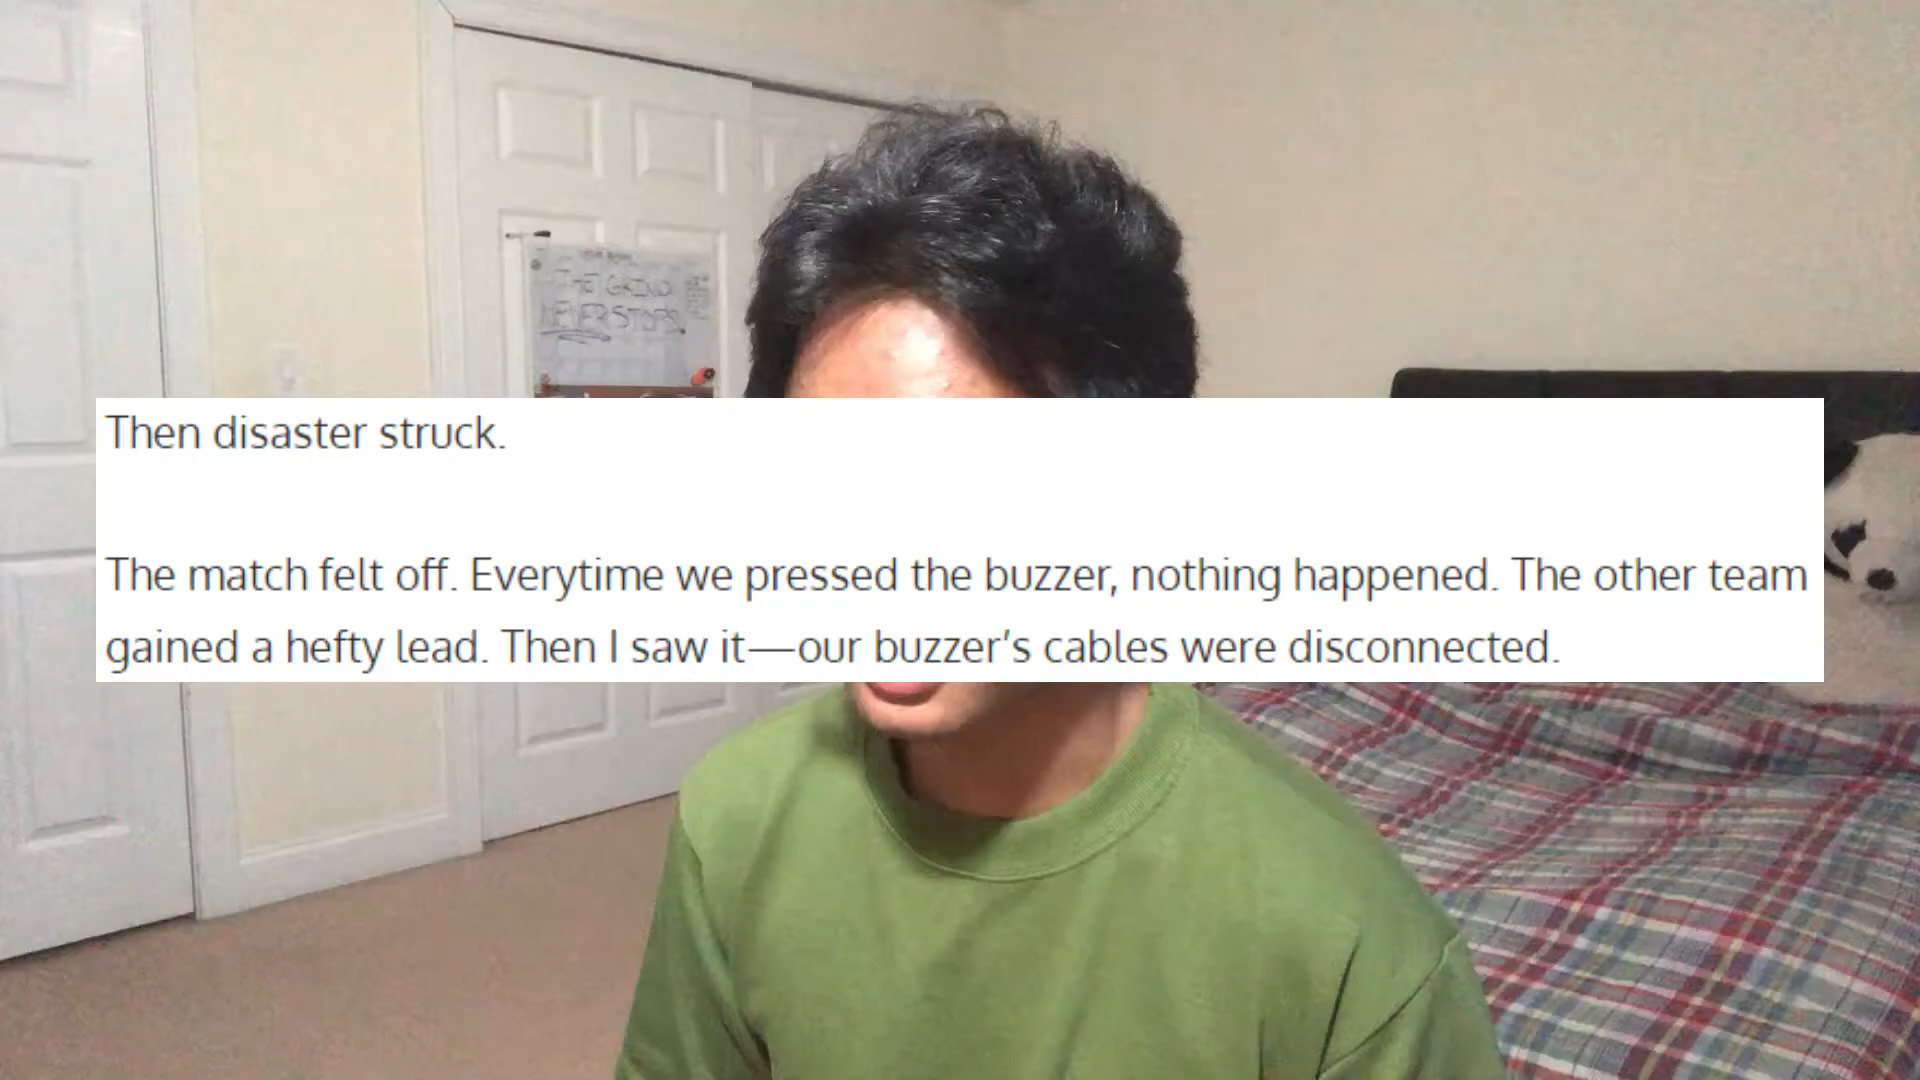 THE GRIND
NEVER STOPS
Then disaster struck.
The match felt off. Everytime we pressed the buzzer, nothing happened. The other team
gained a hefty lead. Then I saw it—our buzzer’s cables were disconnected.